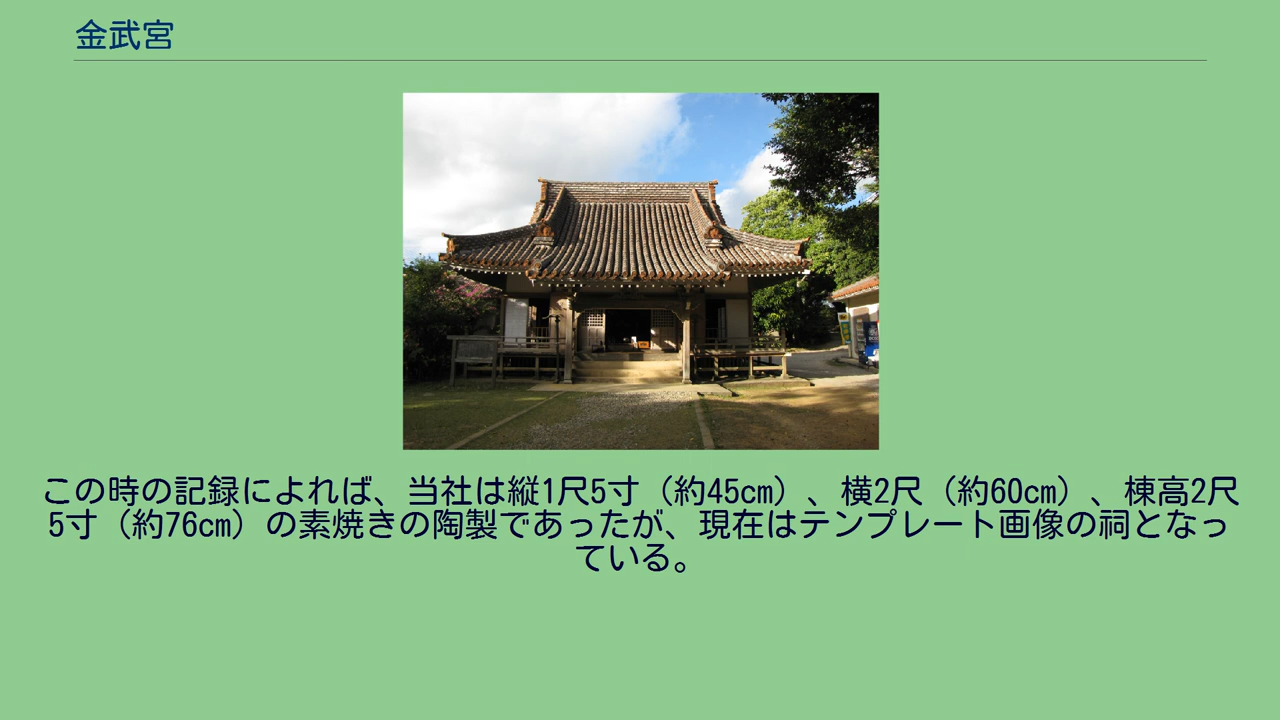 金武宮
この時の記録によれば、当社は縦1尺5寸（約45cm）、横2尺（約60cm）、棟高2尺
5寸（約76cm）の素焼きの陶製であったが、現在はテンプレート画像の祠となっ
ている。